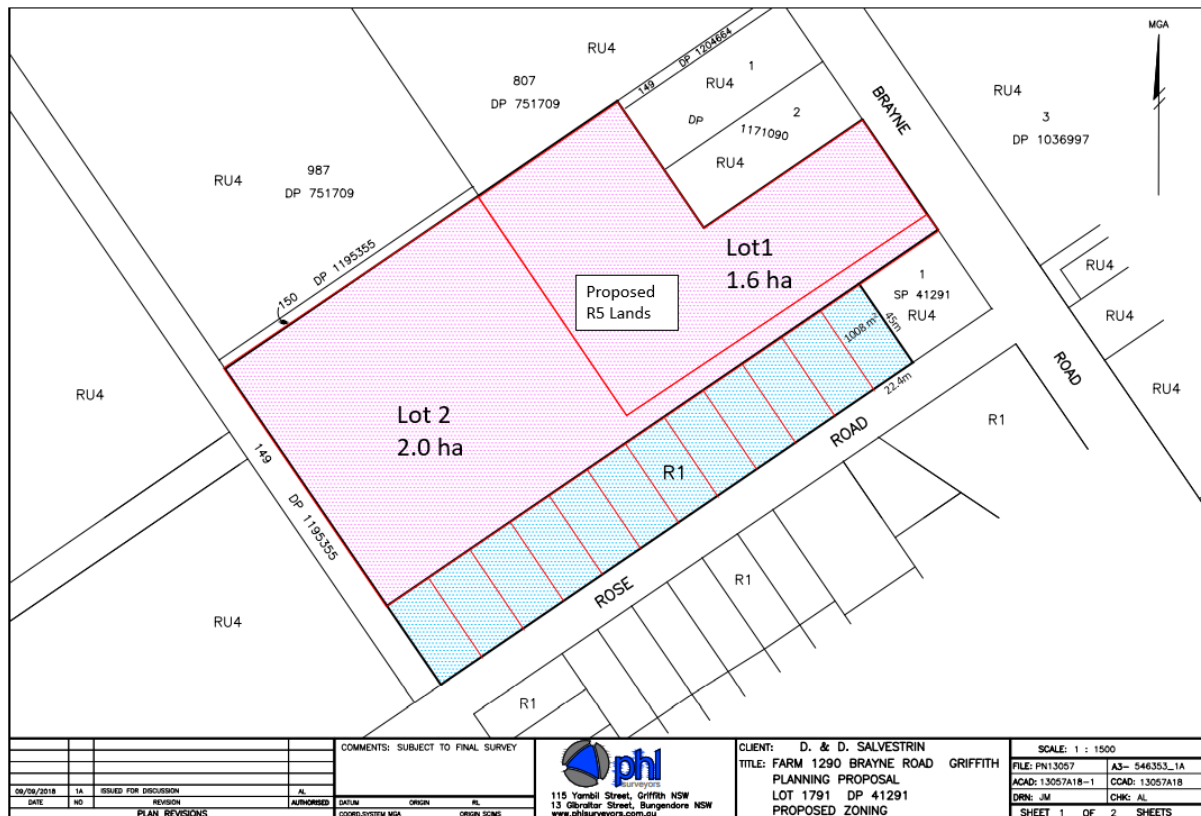 MGA
RU4
807
DP 751709
149
DP 1204664
RU4
1
2
DP
1171090
RU4
BRAYNE
RU4
3
DP 1036997
RU4
987
DP 751709
150
DP 1195355
Lot1
1.6 ha
Proposed
R5 Lands
1
SP 41291
RU4
1008 m²
45m
22.4m
RU4
RU4
RU4
ROAD
RU4
Lot 2
2.0 ha
R1
ROAD
R1
149
DP 1195355
ROSE
R1
RU4
R1
09/09/2018 1A ISSUED FOR DISCUSSION AL
DATE NO REVISION AUTHORISED
PLAN REVISIONS
COMMENTS: SUBJECT TO FINAL SURVEY
DATUM ORIGIN RL
COORD.SYSTEM MGA ORIGIN SCIMS
phl
surveyors
115 Yambil Street, Griffith NSW
13 Gibraltar Street, Bungendore NSW
www.phlsurveyors.com.au
CLIENT: D. & D. SALVESTRIN
TITLE: FARM 1290 BRAYNE ROAD GRIFFITH
PLANNING PROPOSAL
LOT 1791 DP 41291
PROPOSED ZONING
SCALE: 1 : 1500
FILE: PN13057 A3- 546353_1A
ACAD: 13057A18-1 CCAD: 13057A18
DRN: JM CHK: AL
SHEET 1 OF 2 SHEETS